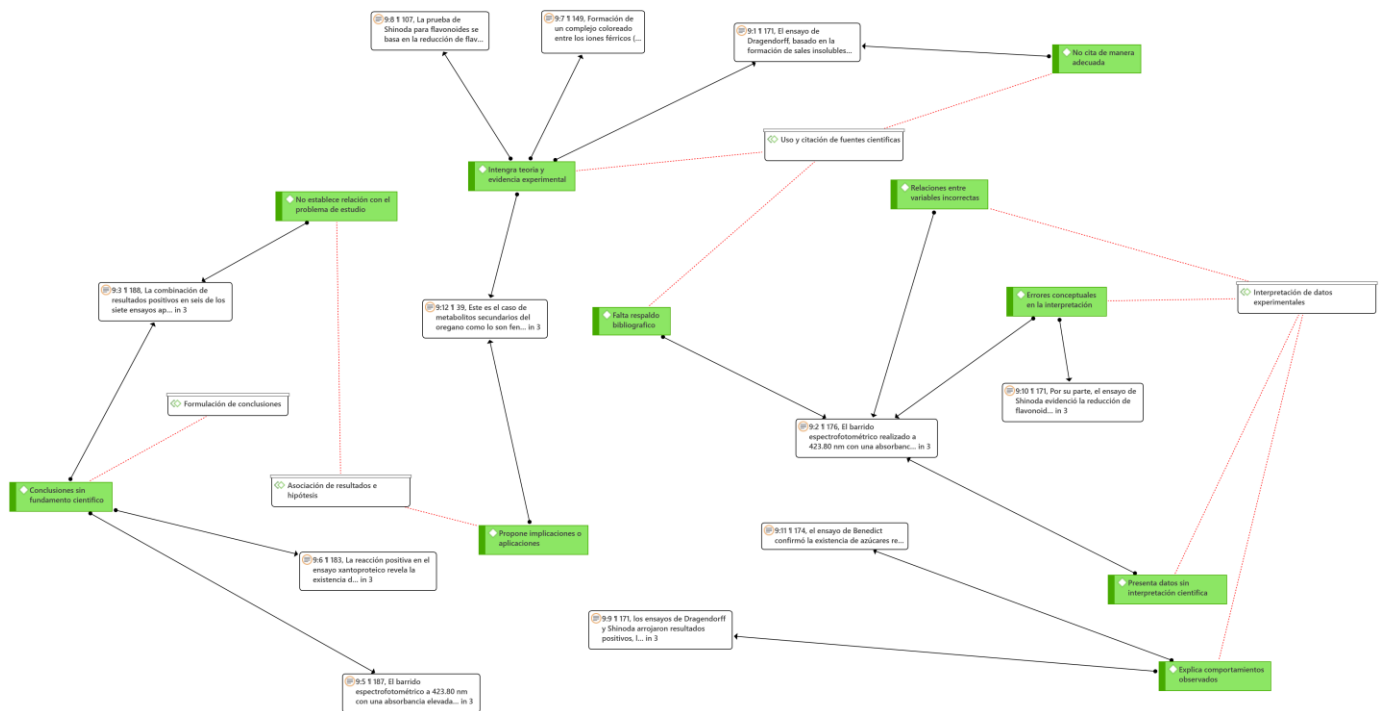 9:8 ¶ 107, La prueba de
Shinoda para flavonoides se
basa en la reducción de flav...
9:7 ¶ 149, Formación de
un complejo coloreado
entre los iones férricos (...
9:1 ¶ 171, El ensayo de
Dragendorff, basado en la
formación de sales insolubles...
No cita de manera
adecuada
Uso y citación de fuentes científicas
Intengra teoria y
evidencia experimental
No establece relación con el
problema de estudio
Relaciones entre
variables incorrectas
9:3 ¶ 188, La combinación de
resultados positivos en seis de los
siete ensayos ap... in 3
9:12 ¶ 39, Este es el caso de
metabolitos secundarios del
oregano como lo son fen... in 3
Falta respaldo
bibliografico
Errores conceptuales
en la interpretación
Interpretación de datos
experimentales
Formulación de conclusiones
9:10 ¶ 171, Por su parte, el ensayo de
Shinoda evidenció la reducción de
flavonoid... in 3
9:2 ¶ 176, El barrido
espectrofotométrico realizado a
423.80 nm con una absorbanc... in 3
Conclusiones sin
fundamento científico
Asociación de resultados e
hipótesis
Propone implicaciones o
aplicaciones
9:11 ¶ 174, el ensayo de Benedict
confirmó la existencia de azúcares re...
9:6 ¶ 183, La reacción positiva en el
ensayo xantoproteico revela la
existencia d... in 3
Presenta datos sin
interpretación científica
9:9 ¶ 171, los ensayos de Dragendorff
y Shinoda arrojaron resultados
positivos, l... in 3
Explica comportamientos
observados
9:5 ¶ 187, El barrido
espectrofotométrico a 423.80 nm
con una absorbancia elevada... in 3